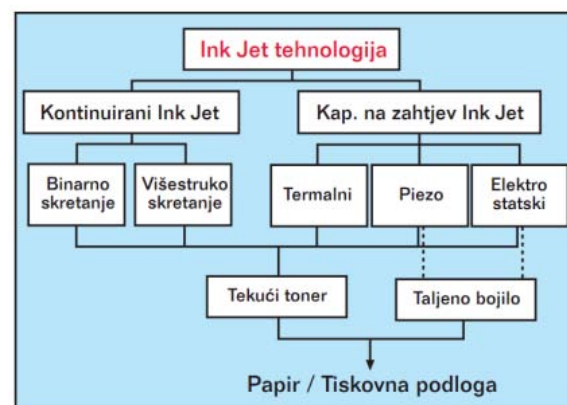 Ink Jet tehnologija
Kontinuirani Ink Jet
Kap. na zahtjev Ink Jet
Binarno
skretanje
Višestruko
skretanje
Termalni
Piezo
Elektro
statski
Tekući toner
Taljeno bojilo
Papir / Tiskovna podloga